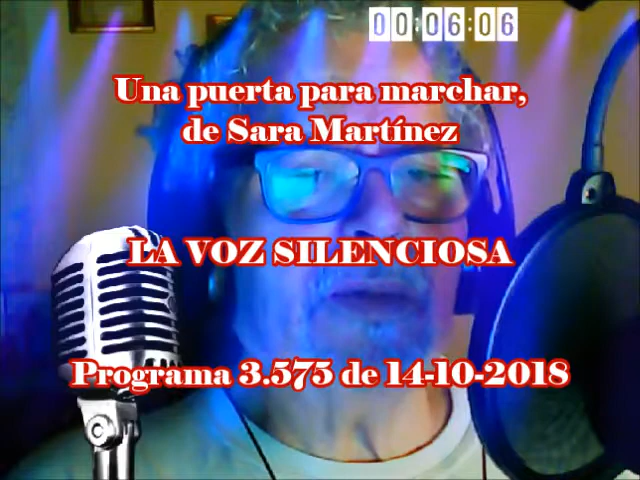 00:06:06
Una puerta para marchar,
de Sara Martínez
LA VOZ SILENCIOSA
Programa 3.575 de 14-10-2018